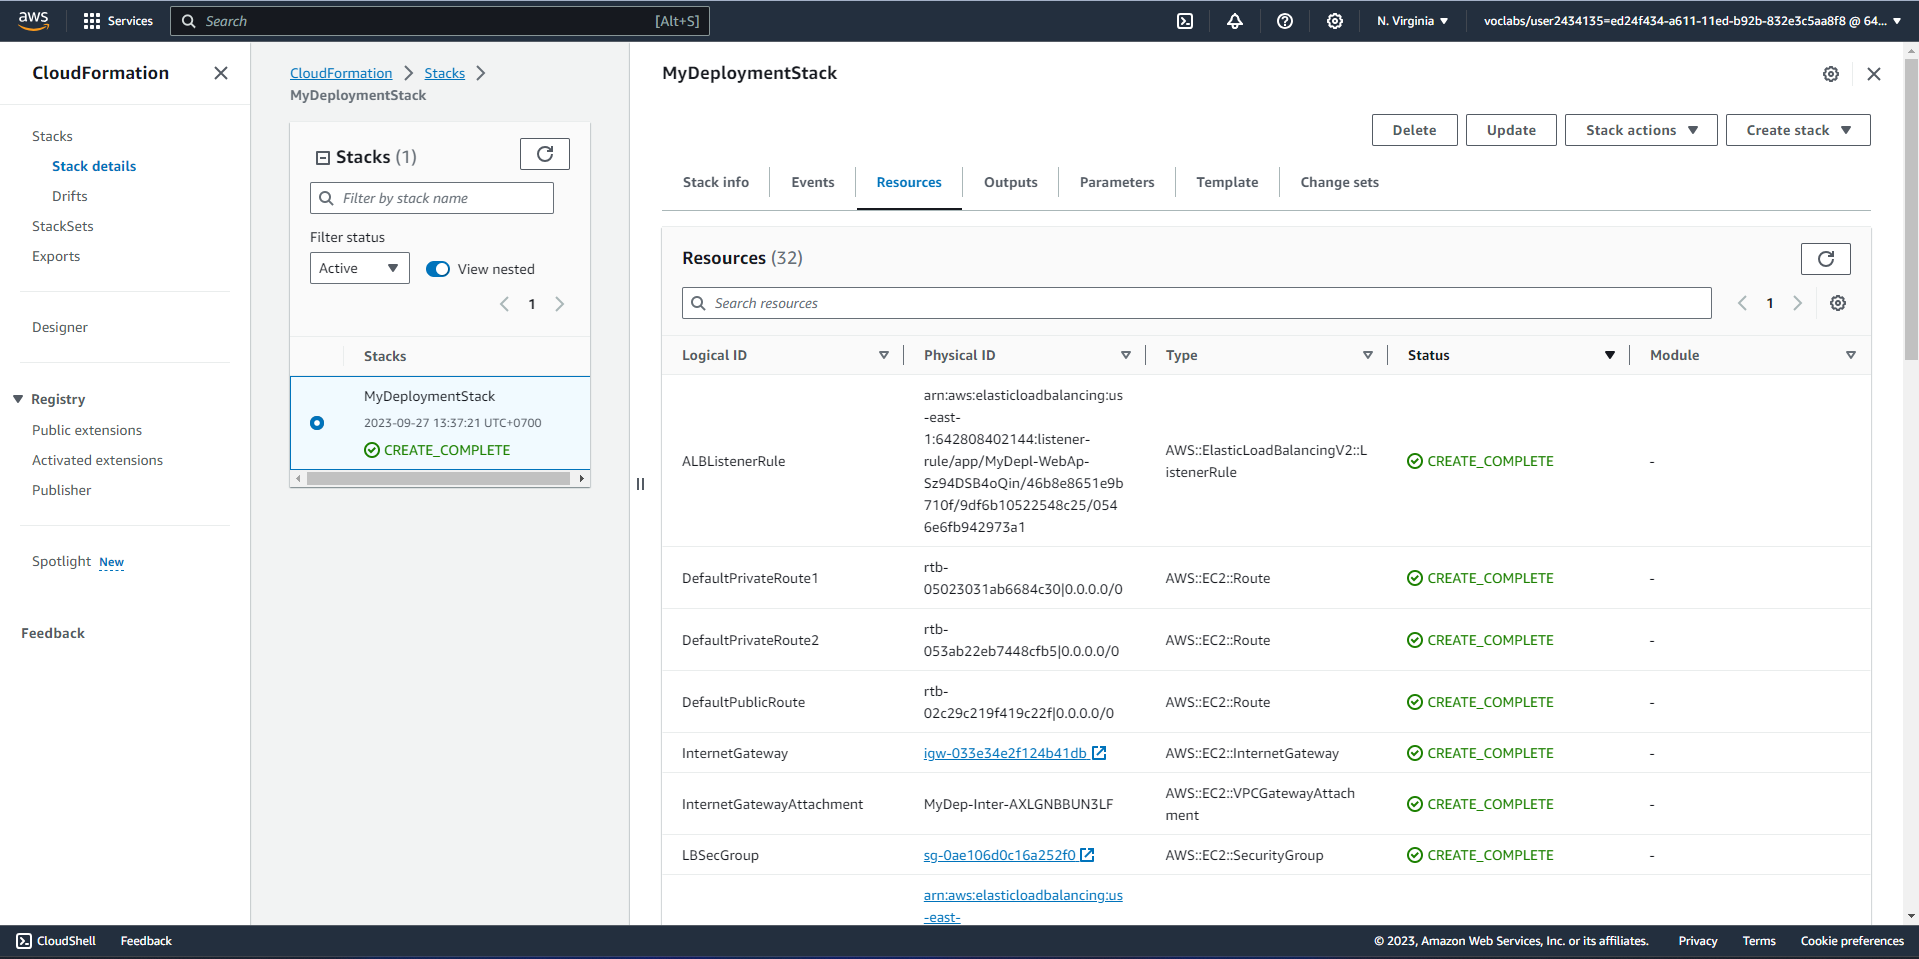 aws
Services
Search
[Alt+S]
N. Virginia
voclabs/user2434135=ed24f434-a611-11ed-b92b-832e3c5aa8f8 @ 64...
CloudFormation
Stacks
Stack details
Drifts
StackSets
Exports
Designer
Registry
Public extensions
Activated extensions
Publisher
Spotlight New
Feedback
CloudFormation
Stacks
MyDeploymentStack
Stacks (1)
Filter by stack name
Filter status
Active
View nested
1
Stacks
MyDeploymentStack
2023-09-27 13:37:21 UTC+0700
CREATE_COMPLETE
MyDeploymentStack
Delete
Update
Stack actions
Create stack
Stack info
Events
Resources
Outputs
Parameters
Template
Change sets
Resources (32)
Search resources
1
Logical ID
Physical ID
Type
Status
Module
ALBListenerRule
arn:aws:elasticloadbalancing:us
-east-
1:642808402144:listener-
rule/app/MyDepl-WebAp-
Sz94DSB4oQin/46b8e8651e9b
710f/9df6b10522548c25/054
6e6fb942973a1
AWS::ElasticLoadBalancingV2::L
istenerRule
CREATE_COMPLETE
-
DefaultPrivateRoute1
rtb-
05023031ab6684c30|0.0.0.0/0
AWS::EC2::Route
CREATE_COMPLETE
-
DefaultPrivateRoute2
rtb-
053ab22eb7448cfb5|0.0.0.0/0
AWS::EC2::Route
CREATE_COMPLETE
-
DefaultPublicRoute
rtb-
02c29c219f419c22f|0.0.0.0/0
AWS::EC2::Route
CREATE_COMPLETE
-
InternetGateway
igw-033e34e2f124b41db
AWS::EC2::InternetGateway
CREATE_COMPLETE
-
InternetGatewayAttachment
MyDep-Inter-AXLGNBBUN3LF
AWS::EC2::VPCGatewayAttach
ment
CREATE_COMPLETE
-
LBSecGroup
sg-0ae106d0c16a252f0
AWS::EC2::SecurityGroup
CREATE_COMPLETE
-
arn:aws:elasticloadbalancing:us
-east-
CloudShell
Feedback
© 2023, Amazon Web Services, Inc. or its affiliates.
Privacy
Terms
Cookie preferences